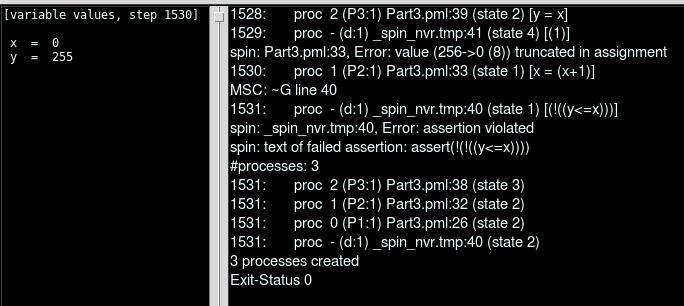 [variable values, step 1530]
x = 0
y = 255
1528: proc 2 (P3:1) Part3.pml:39 (state 2) [y = x]
1529: proc - (d:1) _spin_nvr.tmp:41 (state 4) [(1)]
spin: Part3.pml:33, Error: value (256->0 (8)) truncated in assignment
1530: proc 1 (P2:1) Part3.pml:33 (state 1) [x = (x+1)]
MSC: ~G line 40
1531: proc - (d:1) _spin_nvr.tmp:40 (state 1) [(!((y<=x)))]
spin: _spin_nvr.tmp:40, Error: assertion violated
spin: text of failed assertion: assert(!(!((y<=x))))
#processes: 3
1531: proc 2 (P3:1) Part3.pml:38 (state 3)
1531: proc 1 (P2:1) Part3.pml:32 (state 2)
1531: proc 0 (P1:1) Part3.pml:26 (state 2)
1531: proc - (d:1) _spin_nvr.tmp:40 (state 2)
3 processes created
Exit-Status 0